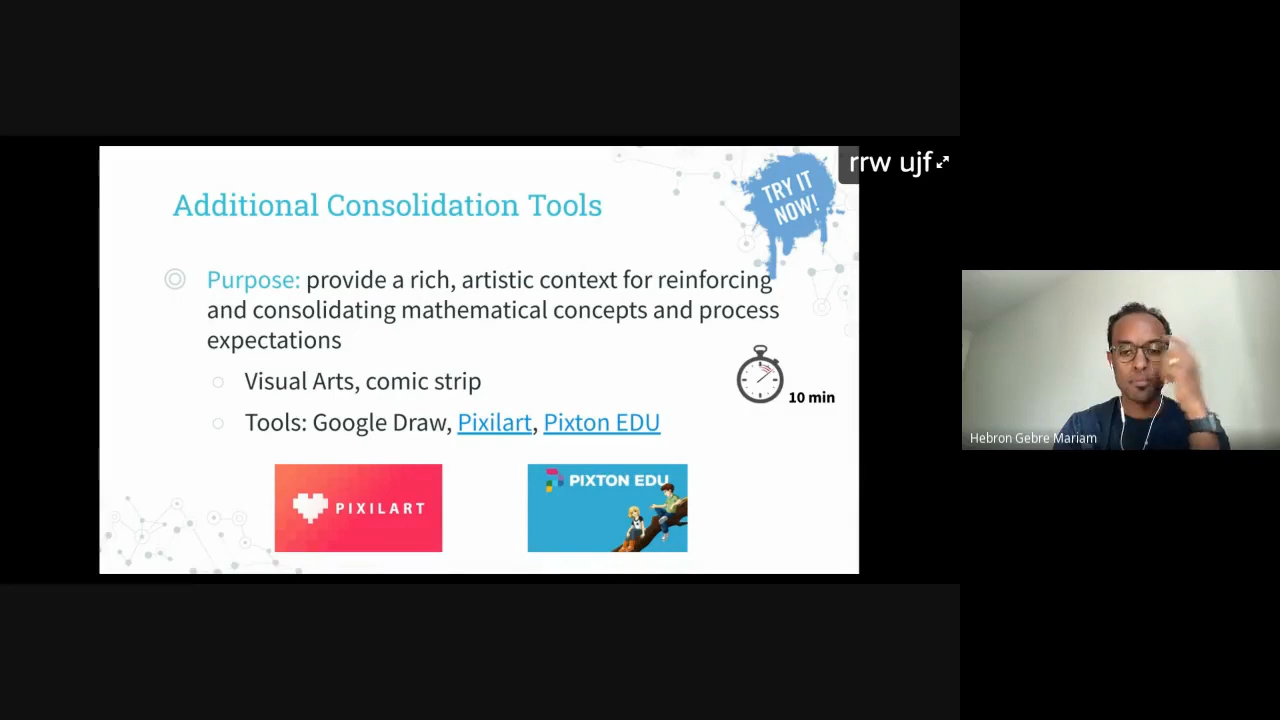 rrw ujf
TRY IT
NOW!
Additional Consolidation Tools
Purpose: provide a rich, artistic context for reinforcing
and consolidating mathematical concepts and process
expectations
Visual Arts, comic strip
10 min
Tools: Google Draw, Pixilart, Pixton EDU
PIXILART
PIXTON EDU
Hebron Gebre Mariam